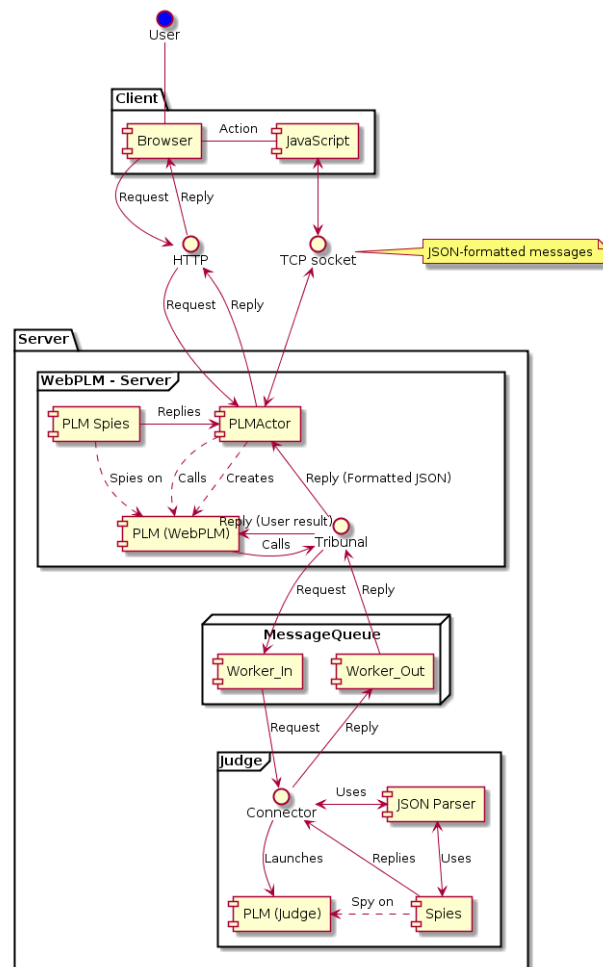 User
Client
Browser
Action
JavaScript
Request
Reply
HTTP
TCP socket
JSON-formatted messages
Request
Reply
Server
WebPLM - Server
PLM Spies
Replies
PLMActor
Spies on
Calls
Creates
Reply (Formatted JSON)
Reply (User result)
PLM (WebPLM)
Calls
Tribunal
Request
Reply
MessageQueue
Worker_In
Worker_Out
Request
Reply
Judge
Connector
Uses
JSON Parser
Launches
Replies
Uses
PLM (Judge)
Spy on
Spies